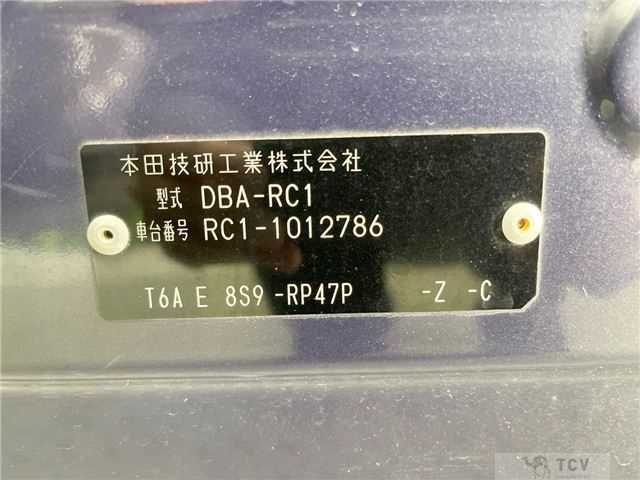 本田技研工業株式会社
型式 DBA-RC1
車台番号 RC1-1012786
T6A E 8S9 -RP47P -Z -C
TCV